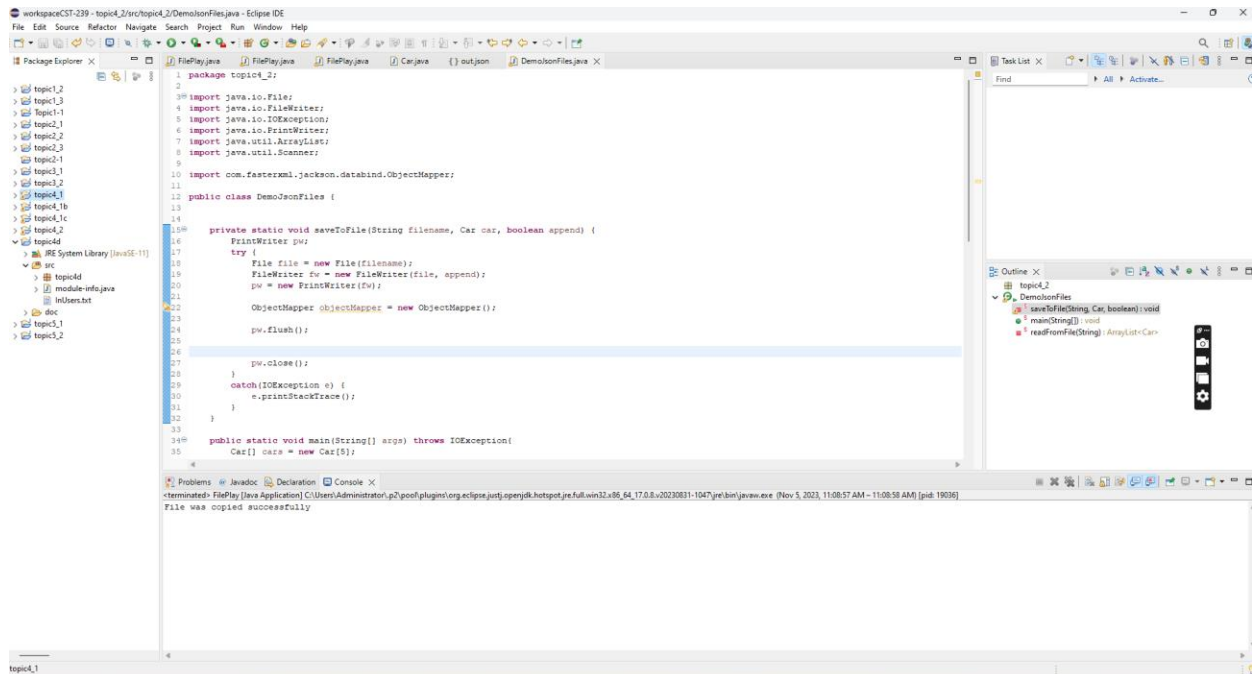 workspaceCST-239 - topic4_2/src/topic4_2/DemoJsonFiles.java - Eclipse IDE
File Edit Source Refactor Navigate Search Project Run Window Help
Package Explorer
topic1_2
topic1_3
Topic1-1
topic2_1
topic2_2
topic2_3
topic2-1
topic3_1
topic3_2
topic4_1
topic4_1b
topic4_1c
topic4_2
topic4d
JRE System Library [JavaSE-11]
src
topic4d
module-info.java
InUsers.txt
doc
topic5_1
topic5_2
FilePlay.java FilePlay.java FilePlay.java Car.java {} out.json DemoJsonFiles.java
1 package topic4_2;
2
3 import java.io.File;
4 import java.io.FileWriter;
5 import java.io.IOException;
6 import java.io.PrintWriter;
7 import java.util.ArrayList;
8 import java.util.Scanner;
9
10 import com.fasterxml.jackson.databind.ObjectMapper;
11
12 public class DemoJsonFiles {
13
14
15 private static void saveToFile(String filename, Car car, boolean append) {
16 PrintWriter pw;
17 try {
18 File file = new File(filename);
19 FileWriter fw = new FileWriter(file, append);
20 pw = new PrintWriter(fw);
21
22 ObjectMapper objectMapper = new ObjectMapper();
23
24 pw.flush();
25
26
27 pw.close();
28 }
29 catch(IOException e) {
30 e.printStackTrace();
31 }
32 }
33
34 public static void main(String[] args) throws IOException{
35 Car[] cars = new Car[5];
Task List
Find All Activate...
Outline
topic4_2
DemoJsonFiles
saveToFile(String, Car, boolean) : void
main(String[]) : void
readFromFile(String) : ArrayList<Car>
Problems Javadoc Declaration Console
<terminated> FilePlay [Java Application] C:\Users\Administrator\.p2\pool\plugins\org.eclipse.justj.openjdk.hotspot.jre.full.win32.x86_64_17.0.8.v20230831-1047\jre\bin\javaw.exe (Nov 5, 2023, 11:08:57 AM – 11:08:58 AM) [pid: 19036]
File was copied successfully
topic4_1